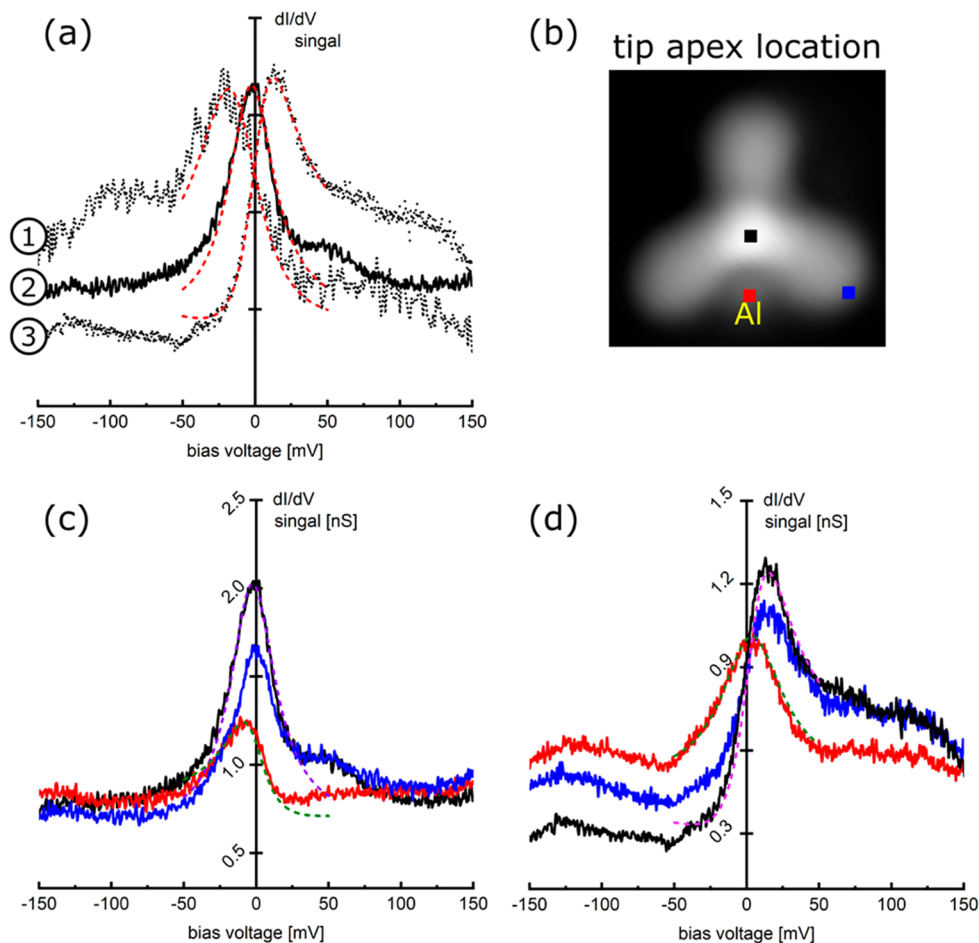 (a)
dI/dV
singal
1
2
3
-150 -100 -50 0 50 100 150
bias voltage [mV]
(b)
tip apex location
Al
(c)
dI/dV
singal [nS]
2.5
2.0
1.0
0.5
-150 -100 -50 0 50 100 150
bias voltage [mV]
(d)
dI/dV
singal [nS]
1.5
1.2
0.9
0.3
-150 -100 -50 0 50 100 150
bias voltage [mV]